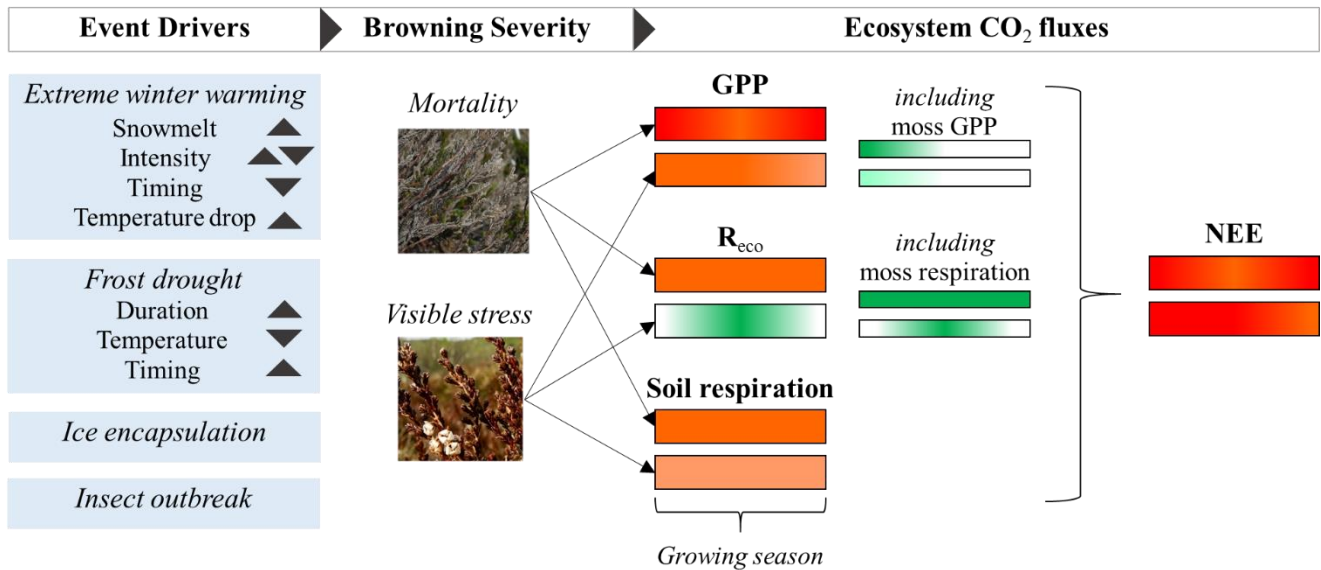 Event Drivers
Browning Severity
Ecosystem CO₂ fluxes
Extreme winter warming
Snowmelt
Intensity
Timing
Temperature drop
Frost drought
Duration
Temperature
Timing
Ice encapsulation
Insect outbreak
Mortality
Visible stress
GPP
including
moss GPP
Reco
including
moss respiration
Soil respiration
Growing season
NEE